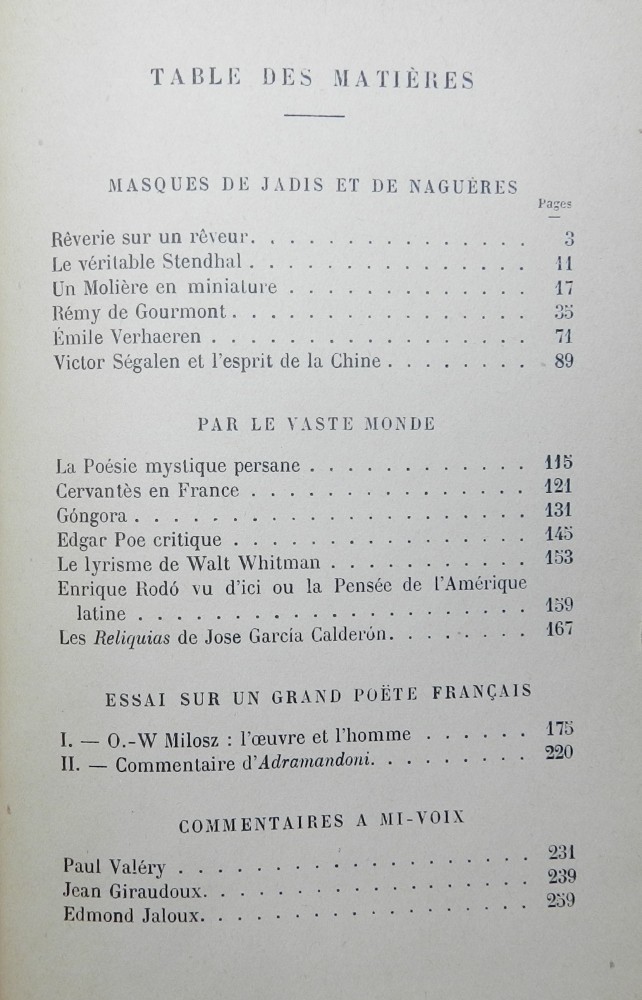 TABLE DES MATIÈRES
MASQUES DE JADIS ET DE NAGUÈRES
Pages
Rêverie sur un rêveur. . . . . . . . . . . . . . . 3
Le véritable Stendhal . . . . . . . . . . . . . . . 11
Un Molière en miniature . . . . . . . . . . . . . 17
Rémy de Gourmont . . . . . . . . . . . . . . . . 35
Émile Verhaeren . . . . . . . . . . . . . . . . . 71
Victor Ségalen et l'esprit de la Chine . . . . . . . . 89
PAR LE VASTE MONDE
La Poésie mystique persane . . . . . . . . . . . . 115
Cervantès en France . . . . . . . . . . . . . . . 121
Góngora . . . . . . . . . . . . . . . . . . . . 131
Edgar Poe critique . . . . . . . . . . . . . . . . 145
Le lyrisme de Walt Whitman . . . . . . . . . . . 153
Enrique Rodó vu d'ici ou la Pensée de l'Amérique
latine . . . . . . . . . . . . . . . . . . . . 159
Les Reliquias de Jose García Calderón. . . . . . . . 167
ESSAI SUR UN GRAND POËTE FRANÇAIS
I. — O.-W Milosz : l'œuvre et l'homme . . . . . . 175
II. — Commentaire d'Adramandoni. . . . . . . . . 220
COMMENTAIRES A MI-VOIX
Paul Valéry . . . . . . . . . . . . . . . . . . . 231
Jean Giraudoux. . . . . . . . . . . . . . . . . . 239
Edmond Jaloux. . . . . . . . . . . . . . . . . . 259